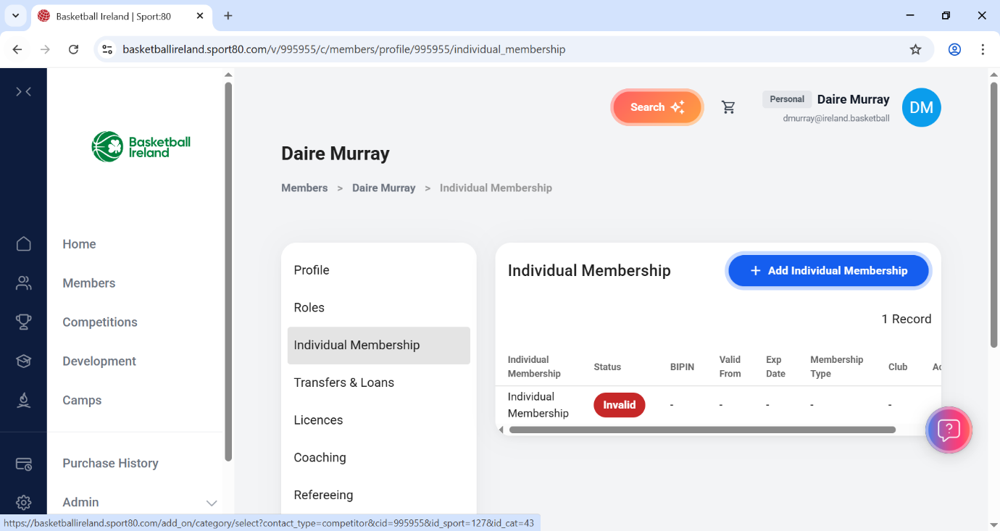 Basketball Ireland | Sport:80
basketballireland.sport80.com/v/995955/c/members/profile/995955/individual_membership
Search
Personal
Daire Murray
dmurray@ireland.basketball
DM
Basketball
Ireland
Home
Members
Competitions
Development
Camps
Purchase History
Admin
Daire Murray
Members > Daire Murray > Individual Membership
Profile
Roles
Individual Membership
Transfers & Loans
Licences
Coaching
Refereeing
Individual Membership
+ Add Individual Membership
1 Record
Individual Membership Status BIPIN Valid From Exp Date Membership Type Club Ac
Individual Membership Invalid - - - - -
?
https://basketballireland.sport80.com/add_on/category/select?contact_type=competitor&cid=995955&id_sport=127&id_cat=43